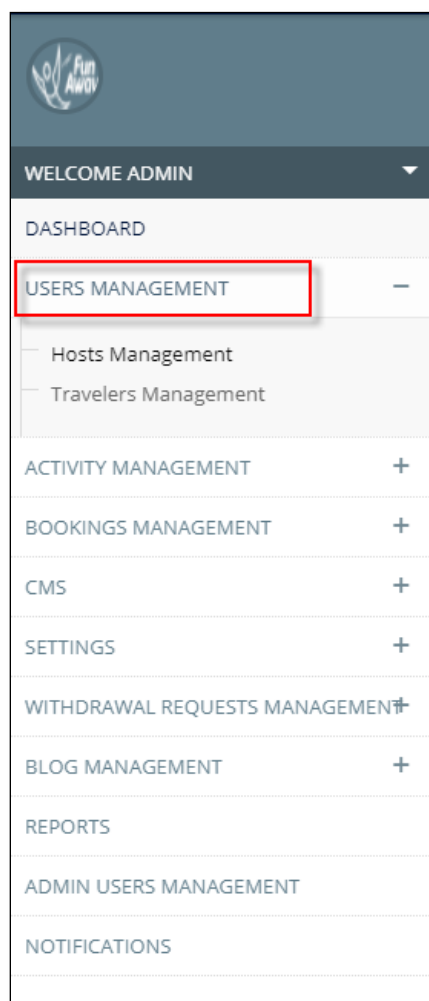 Fun
Away
WELCOME ADMIN
DASHBOARD
USERS MANAGEMENT
Hosts Management
Travelers Management
ACTIVITY MANAGEMENT
BOOKINGS MANAGEMENT
CMS
SETTINGS
WITHDRAWAL REQUESTS MANAGEMENT
BLOG MANAGEMENT
REPORTS
ADMIN USERS MANAGEMENT
NOTIFICATIONS